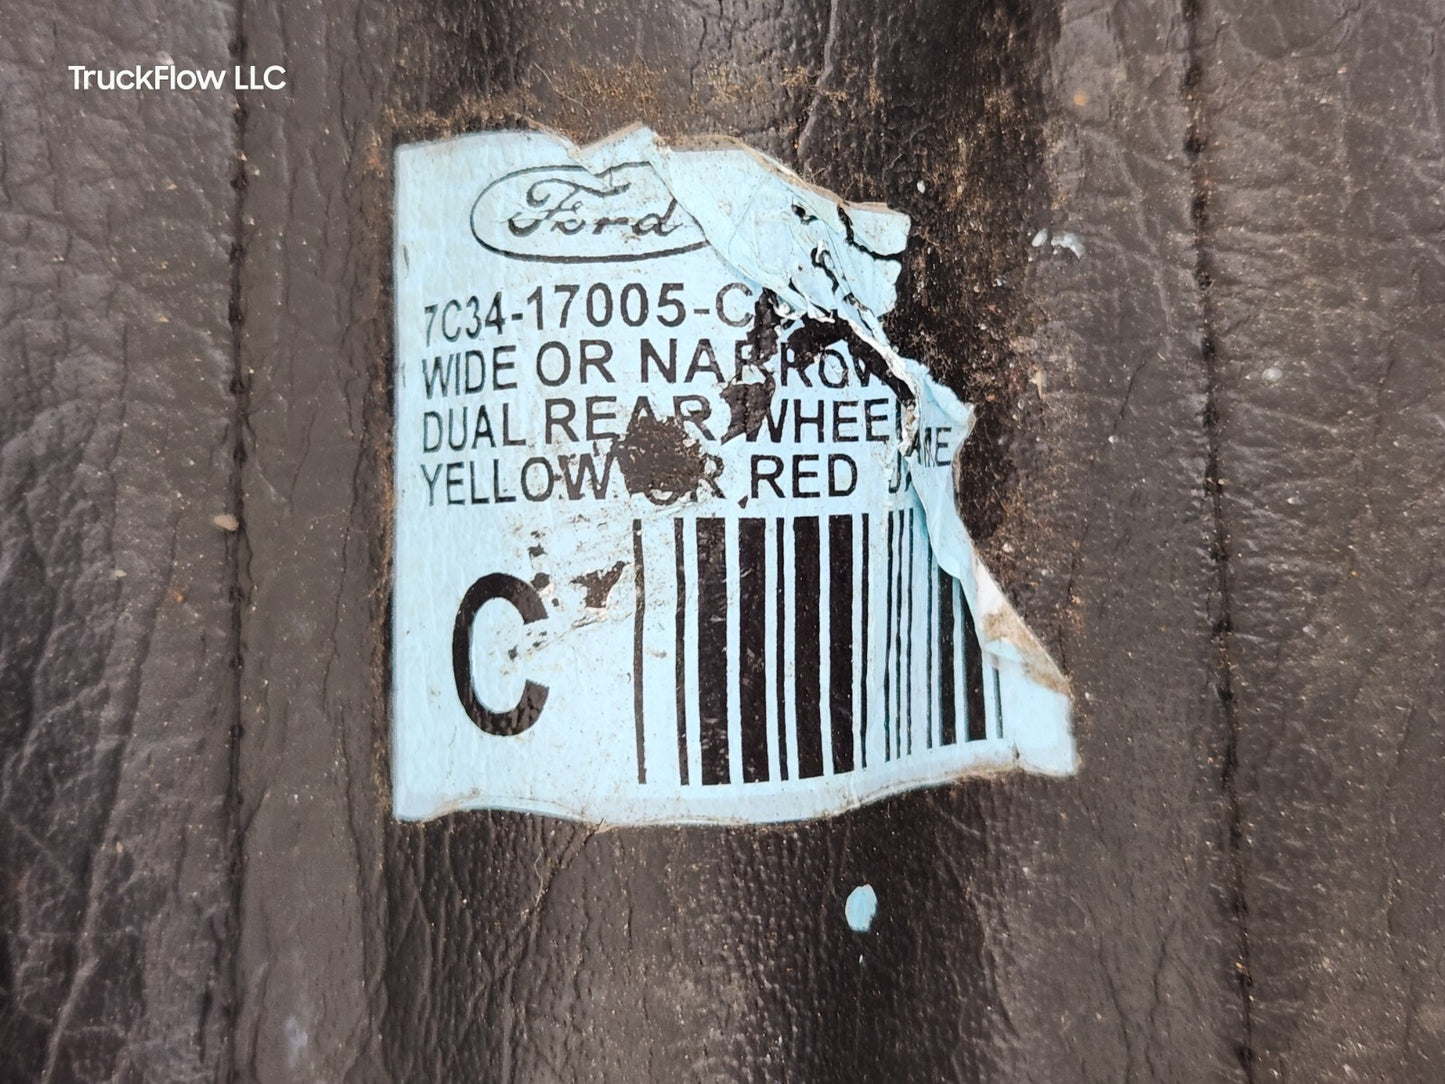 TruckFlow LLC
Ford
7C34-17005-C
WIDE OR NARROW
DUAL REAR WHEEL
YELLOW OR RED
C